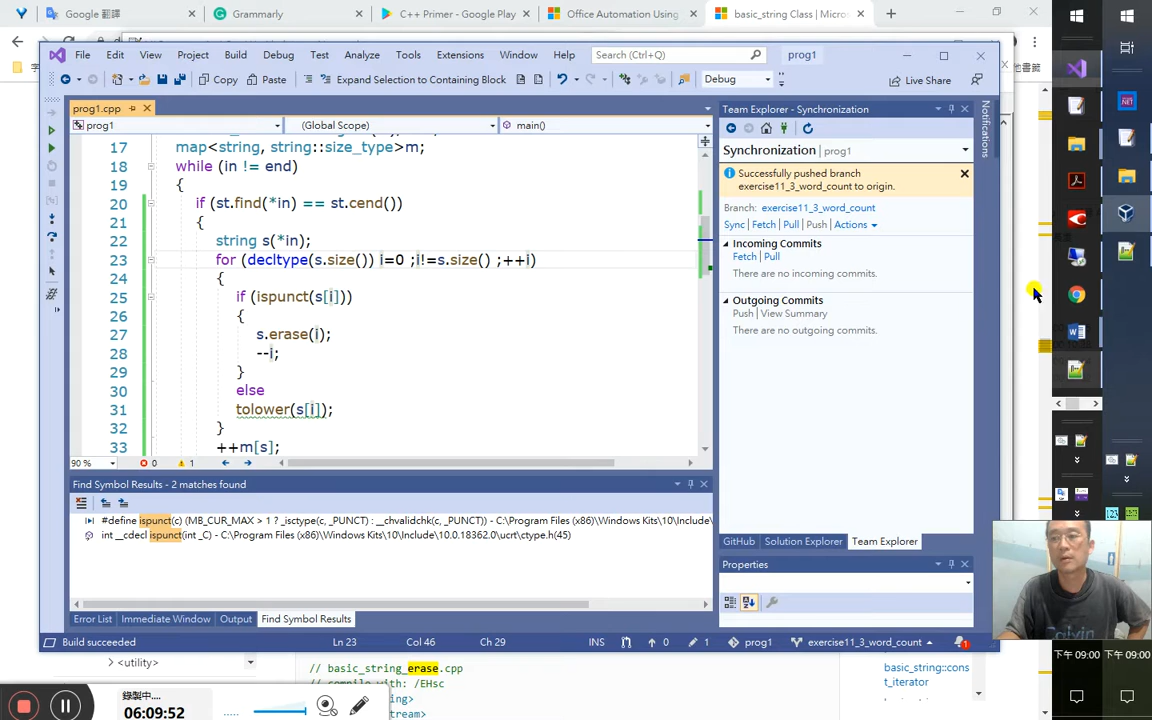 Google 翻譯
Grammarly
C++ Primer - Google Play
Office Automation Using
basic_string Class | Micros
File Edit View Project Build Debug Test Analyze Tools Extensions Window Help Search (Ctrl+Q) prog1
Copy Paste Expand Selection to Containing Block Debug Live Share
prog1.cpp
prog1 (Global Scope) main()
17 map<string, string::size_type>m;
18 while (in != end)
19 {
20 if (st.find(*in) == st.cend())
21 {
22 string s(*in);
23 for (decltype(s.size()) i=0 ;i!=s.size() ;++i)
24 {
25 if (ispunct(s[i]))
26 {
27 s.erase(i);
28 --i;
29 }
30 else
31 tolower(s[i]);
32 }
33 ++m[s];
90 % 0 1
Find Symbol Results - 2 matches found
#define ispunct(c) (MB_CUR_MAX > 1 ? _isctype(c, _PUNCT) : __chvalidchk(c, _PUNCT)) - C:\Program Files (x86)\Windows Kits\10\Include\
int __cdecl ispunct(int _C) - C:\Program Files (x86)\Windows Kits\10\Include\10.0.18362.0\ucrt\ctype.h(45)
Error List Immediate Window Output Find Symbol Results
Team Explorer - Synchronization
Synchronization | prog1
Successfully pushed branch
exercise11_3_word_count to origin.
Branch: exercise11_3_word_count
Sync | Fetch | Pull | Push | Actions
Incoming Commits
Fetch | Pull
There are no incoming commits.
Outgoing Commits
Push | View Summary
There are no outgoing commits.
GitHub Solution Explorer Team Explorer
Properties
Notifications
Build succeeded Ln 23 Col 46 Ch 29 INS 0 1 prog1 exercise11_3_word_count
> <utility>
// basic_string_erase.cpp
// compile with: /EHsc
basic_string::cons
t_iterator
錄製中....
06:09:52
下午 09:00
下午 09:00